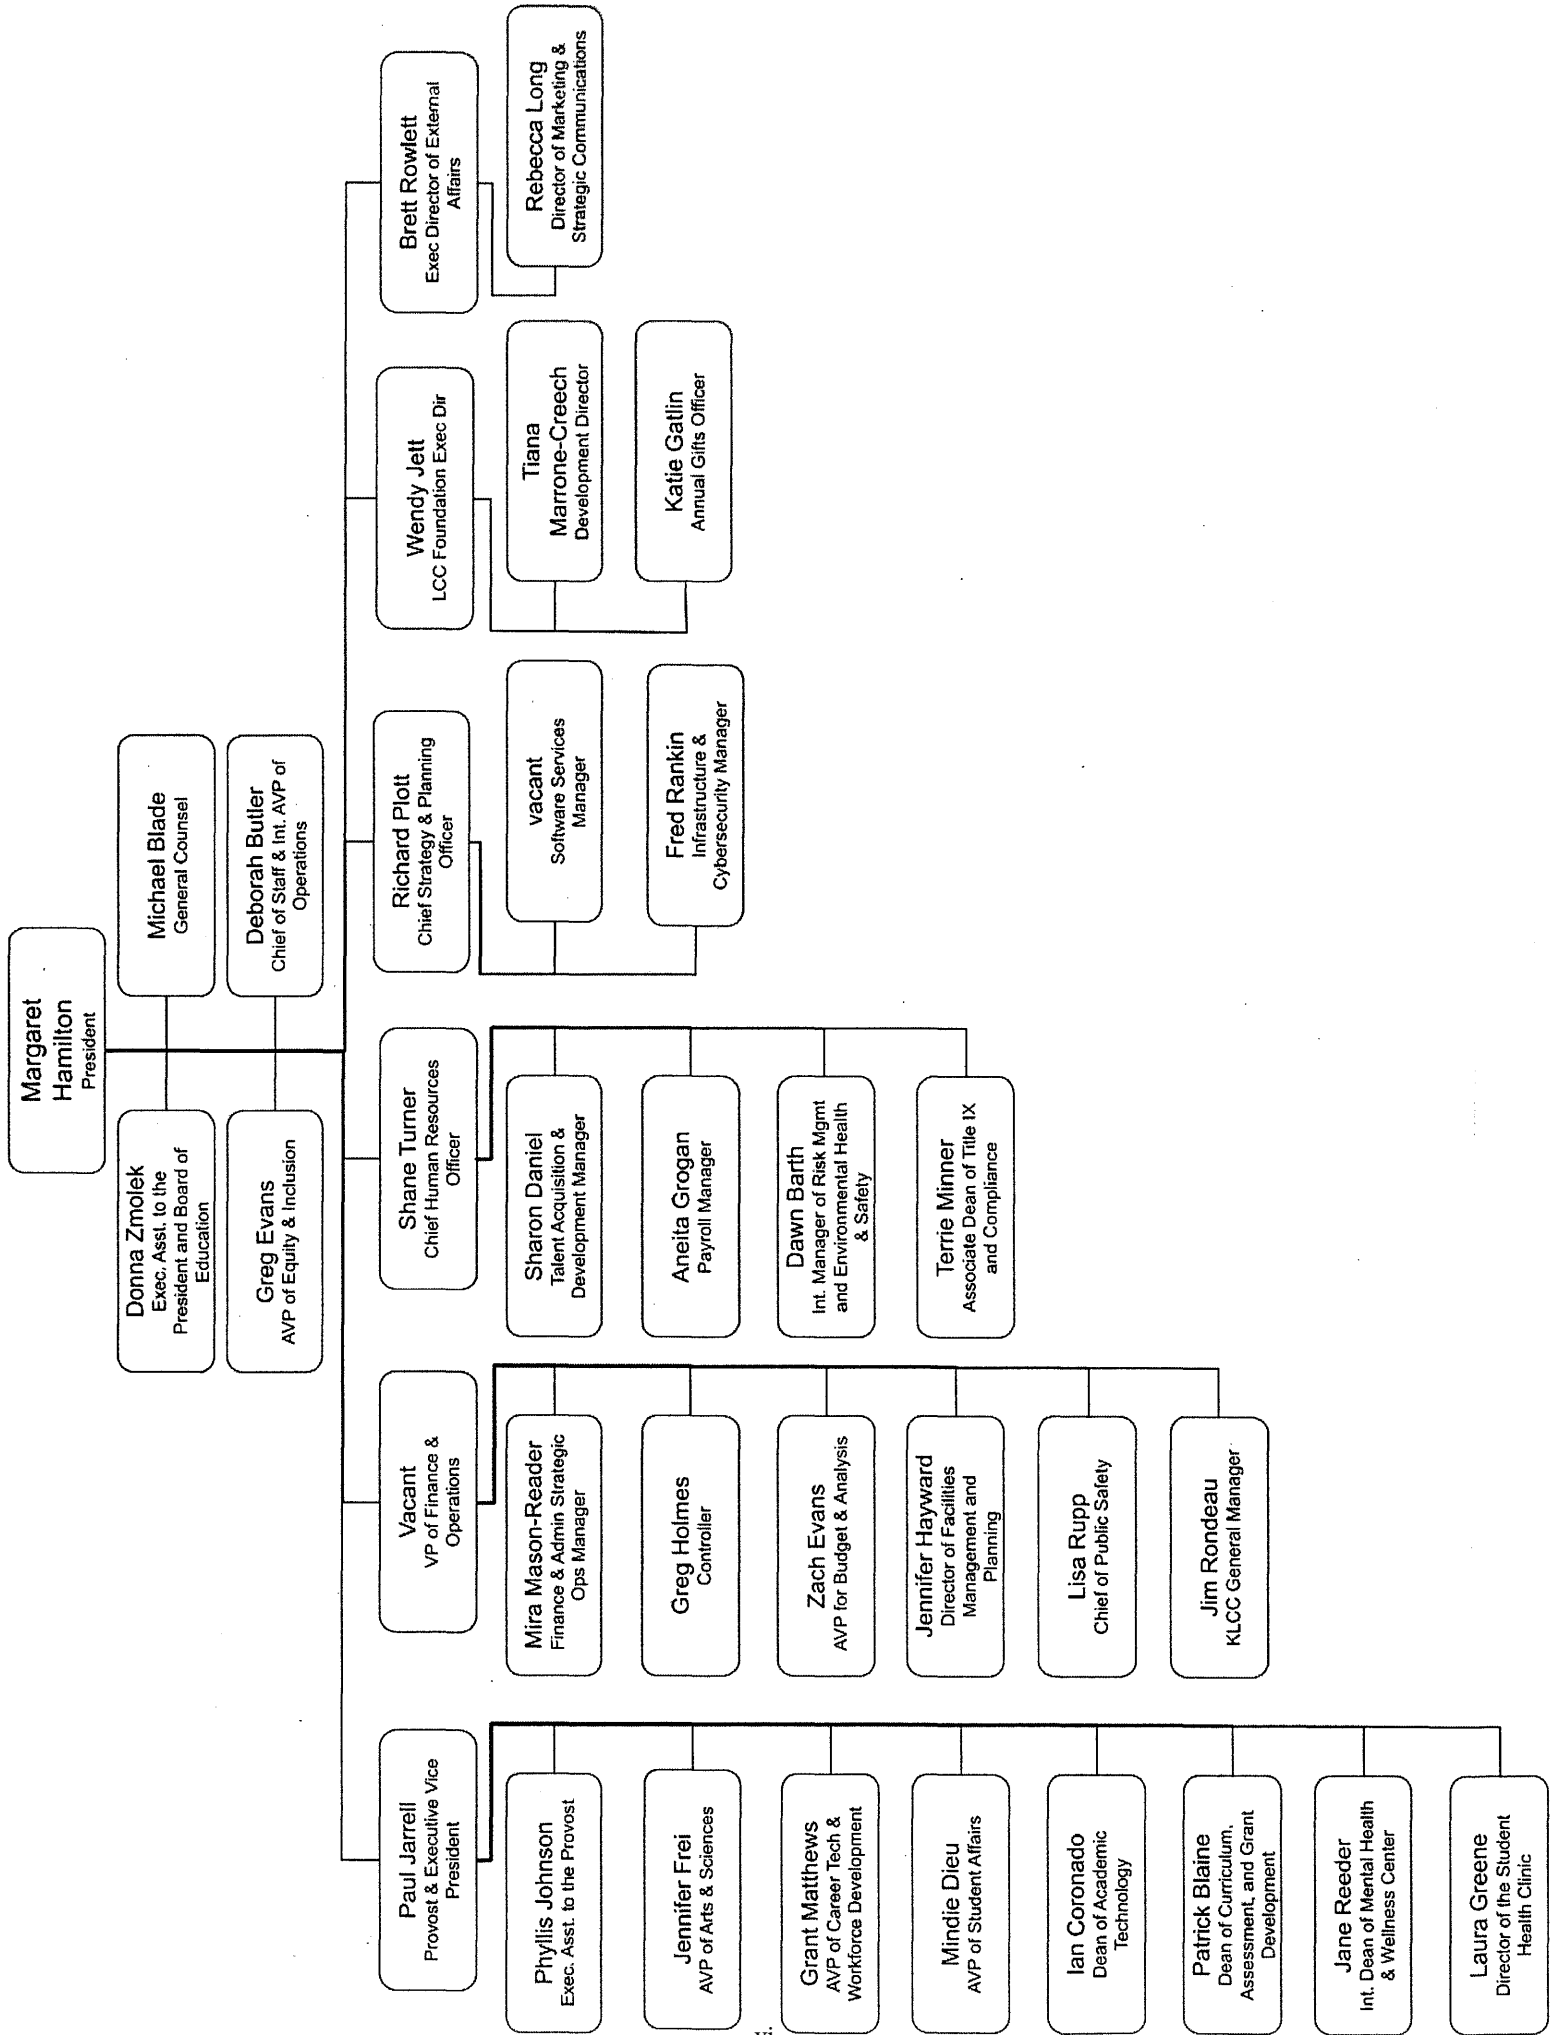 Margaret
Hamilton
President
Donna Zmolek
Exec. Asst. to the
President and Board of
Education
Michael Blade
General Counsel
Greg Evans
AVP of Equity & Inclusion
Deborah Butler
Chief of Staff & Int. AVP of
Operations
Paul Jarrell
Provost & Executive Vice
President
Phyllis Johnson
Exec. Asst. to the Provost
Jennifer Frei
AVP of Arts & Sciences
Grant Matthews
AVP of Career Tech &
Workforce Development
Mindie Dieu
AVP of Student Affairs
Ian Coronado
Dean of Academic
Technology
Patrick Blaine
Dean of Curriculum,
Assessment, and Grant
Development
Jane Reeder
Int. Dean of Mental Health
& Wellness Center
Laura Greene
Director of the Student
Health Clinic
Vacant
VP of Finance &
Operations
Mira Mason-Reader
Finance & Admin Strategic
Ops Manager
Greg Holmes
Controller
Zach Evans
AVP for Budget & Analysis
Jennifer Hayward
Director of Facilities
Management and
Planning
Lisa Rupp
Chief of Public Safety
Jim Rondeau
KLCC General Manager
Shane Turner
Chief Human Resources
Officer
Sharon Daniel
Talent Acquisition &
Development Manager
Aneita Grogan
Payroll Manager
Dawn Barth
Int. Manager of Risk Mgmt
and Environmental Health
& Safety
Terrie Minner
Associate Dean of Title IX
and Compliance
Richard Plott
Chief Strategy & Planning
Officer
vacant
Software Services
Manager
Fred Rankin
Infrastructure &
Cybersecurity Manager
Wendy Jett
LCC Foundation Exec Dir
Tiana
Marrone-Creech
Development Director
Katie Gatlin
Annual Gifts Officer
Brett Rowlett
Exec Director of External
Affairs
Rebecca Long
Director of Marketing &
Strategic Communications
vi